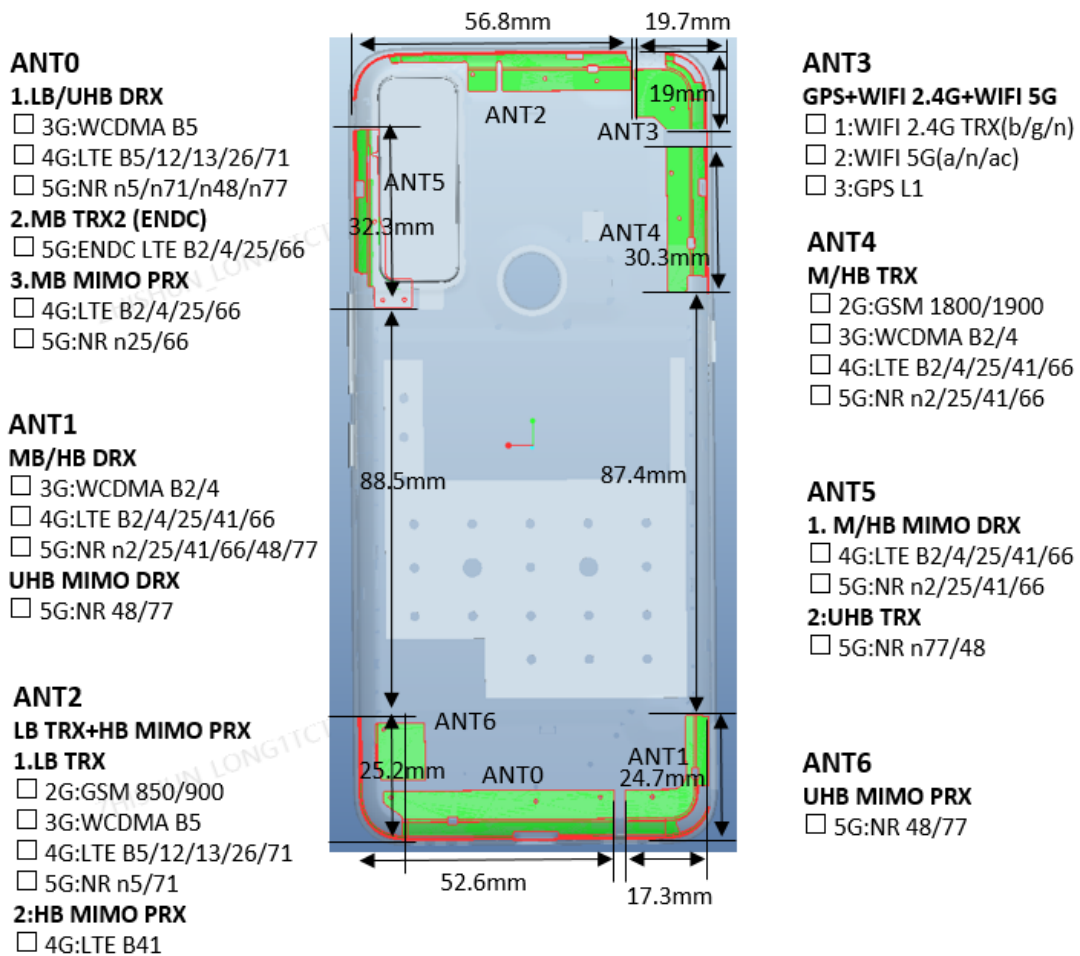 ANT0
1.LB/UHB DRX
3G:WCDMA B5
4G:LTE B5/12/13/26/71
5G:NR n5/n71/n48/n77
2.MB TRX2 (ENDC)
5G:ENDC LTE B2/4/25/66
3.MB MIMO PRX
4G:LTE B2/4/25/66
5G:NR n25/66
ANT1
MB/HB DRX
3G:WCDMA B2/4
4G:LTE B2/4/25/41/66
5G:NR n2/25/41/66/48/77
UHB MIMO DRX
5G:NR 48/77
ANT2
LB TRX+HB MIMO PRX
1.LB TRX
2G:GSM 850/900
3G:WCDMA B5
4G:LTE B5/12/13/26/71
5G:NR n5/71
2:HB MIMO PRX
4G:LTE B41
56.8mm
19.7mm
19mm
ANT2
ANT3
ANT5
32.3mm
ANT4
30.3mm
88.5mm
87.4mm
ANT6
25.2mm
ANT0
ANT1
24.7mm
52.6mm
17.3mm
ANT3
GPS+WIFI 2.4G+WIFI 5G
1:WIFI 2.4G TRX(b/g/n)
2:WIFI 5G(a/n/ac)
3:GPS L1
ANT4
M/HB TRX
2G:GSM 1800/1900
3G:WCDMA B2/4
4G:LTE B2/4/25/41/66
5G:NR n2/25/41/66
ANT5
1. M/HB MIMO DRX
4G:LTE B2/4/25/41/66
5G:NR n2/25/41/66
2:UHB TRX
5G:NR n77/48
ANT6
UHB MIMO PRX
5G:NR 48/77